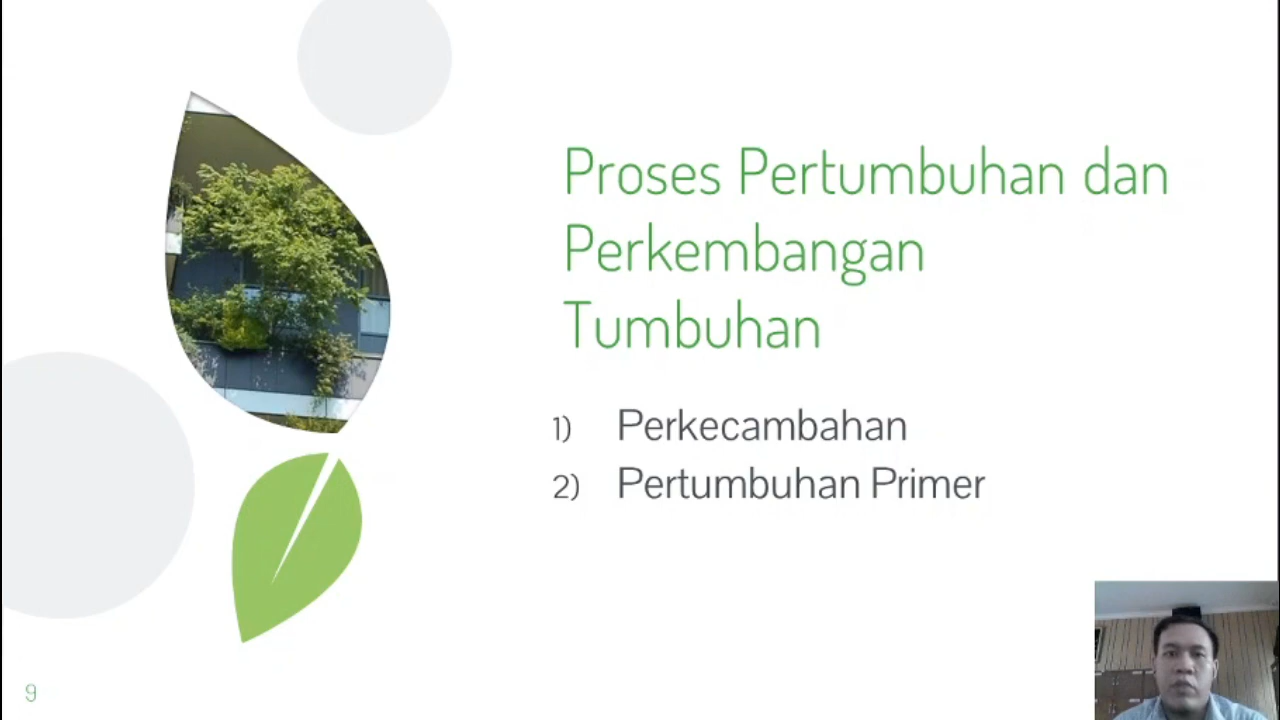 Proses Pertumbuhan dan
Perkembangan
Tumbuhan
1) Perkecambahan
2) Pertumbuhan Primer
9